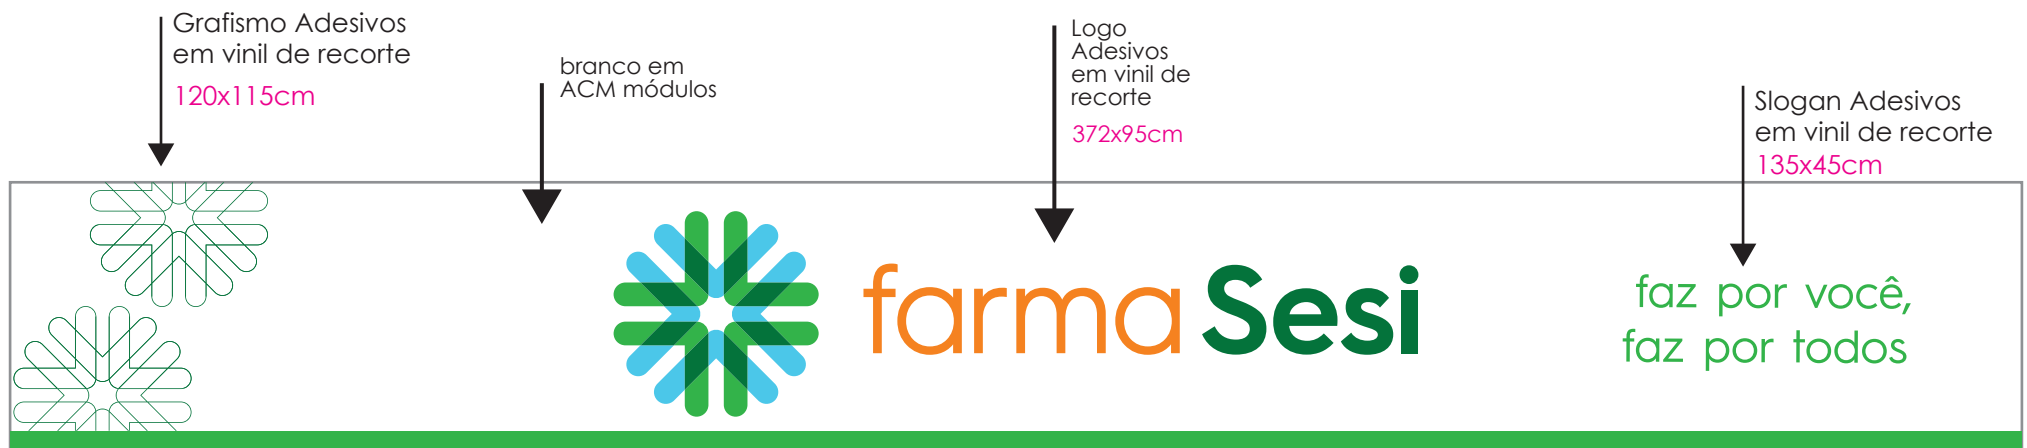 Grafismo Adesivos
em vinil de recorte
120x115cm
branco em
ACM módulos
Logo
Adesivos
em vinil de
recorte
372x95cm
Slogan Adesivos
em vinil de recorte
135x45cm
farma Sesi
faz por você,
faz por todos